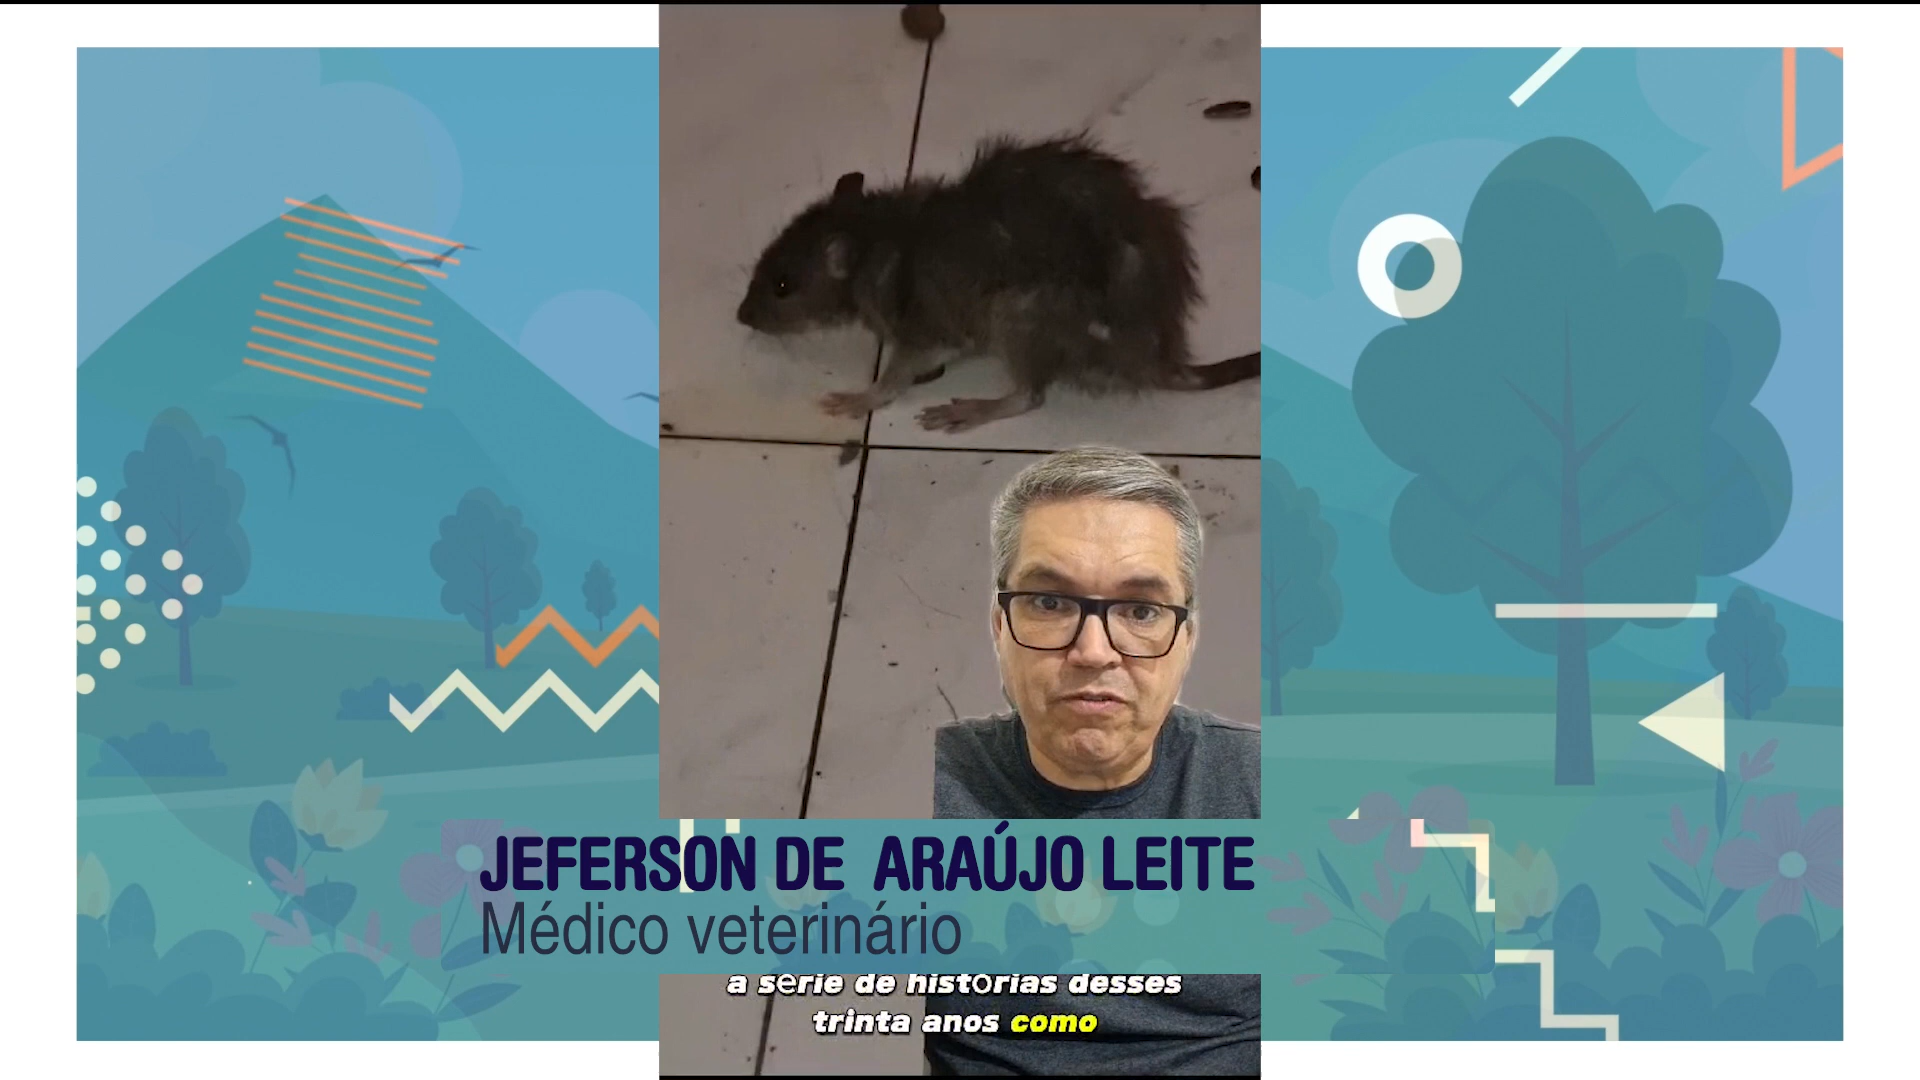 JEFERSON DE ARAÚJO LEITE
Médico veterinário
a série de histórias desses
trinta anos como